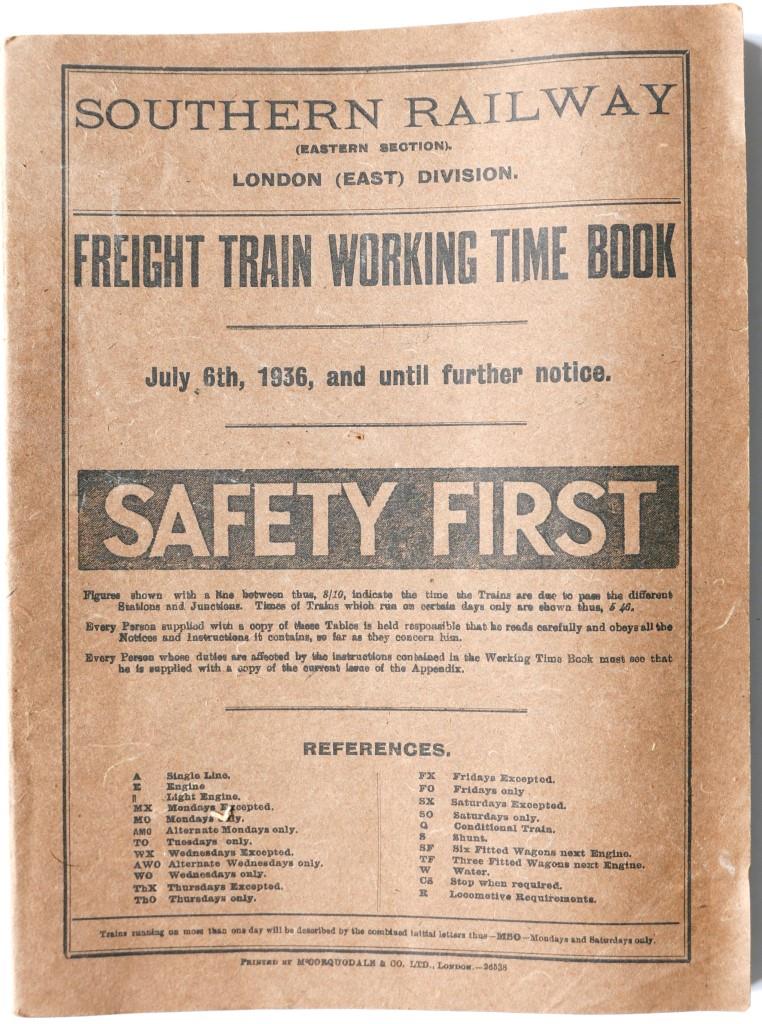 SOUTHERN RAILWAY
(EASTERN SECTION).
LONDON (EAST) DIVISION.
FREIGHT TRAIN WORKING TIME BOOK
July 6th, 1936, and until further notice.
SAFETY FIRST
Figures shown with a line between thus, 8/10, indicate the time the Trains are due to pass the different
Stations and Junctions. Times of Trains which run on certain days only are shown thus, 5 46.
Every Person supplied with a copy of these Tables is held responsible that he reads carefully and obeys all the
Notices and Instructions it contains, so far as they concern him.
Every Person whose duties are affected by the instructions contained in the Working Time Book must see that
he is supplied with a copy of the current issue of the Appendix.
REFERENCES.
A Single Line.
E Engine
Light Engine.
MX Mondays Excepted.
MO Mondays only.
AMO Alternate Mondays only.
TO Tuesdays only.
WX Wednesdays Excepted.
AWO Alternate Wednesdays only.
WO Wednesdays only.
ThX Thursdays Excepted.
ThO Thursdays only.
FX Fridays Excepted.
FO Fridays only
SX Saturdays Excepted.
SO Saturdays only.
Q Conditional Train.
S Shunt.
SF Six Fitted Wagons next Engine.
TF Three Fitted Wagons next Engine.
W Water.
CS Stop when required.
R Locomotive Requirements.
Trains running on more than one day will be described by the combined initial letters thus—MSO—Mondays and Saturdays only.
PRINTED BY McCORQUODALE & CO. LTD., LONDON.—26538